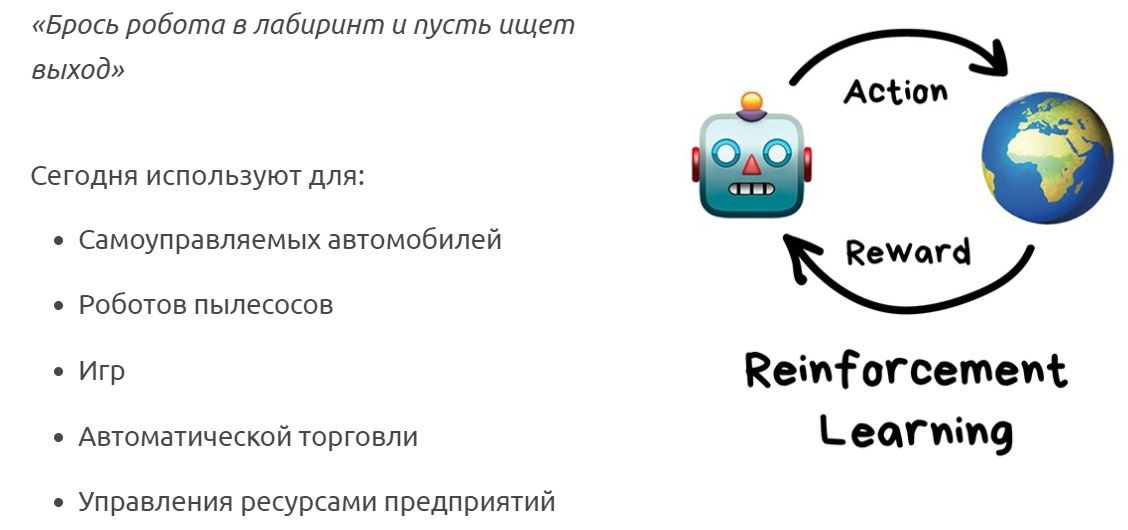 «Брось робота в лабиринт и пусть ищет
выход»
Сегодня используют для:
• Самоуправляемых автомобилей
• Роботов пылесосов
• Игр
• Автоматической торговли
• Управления ресурсами предприятий
Action
Reward
Reinforcement
Learning